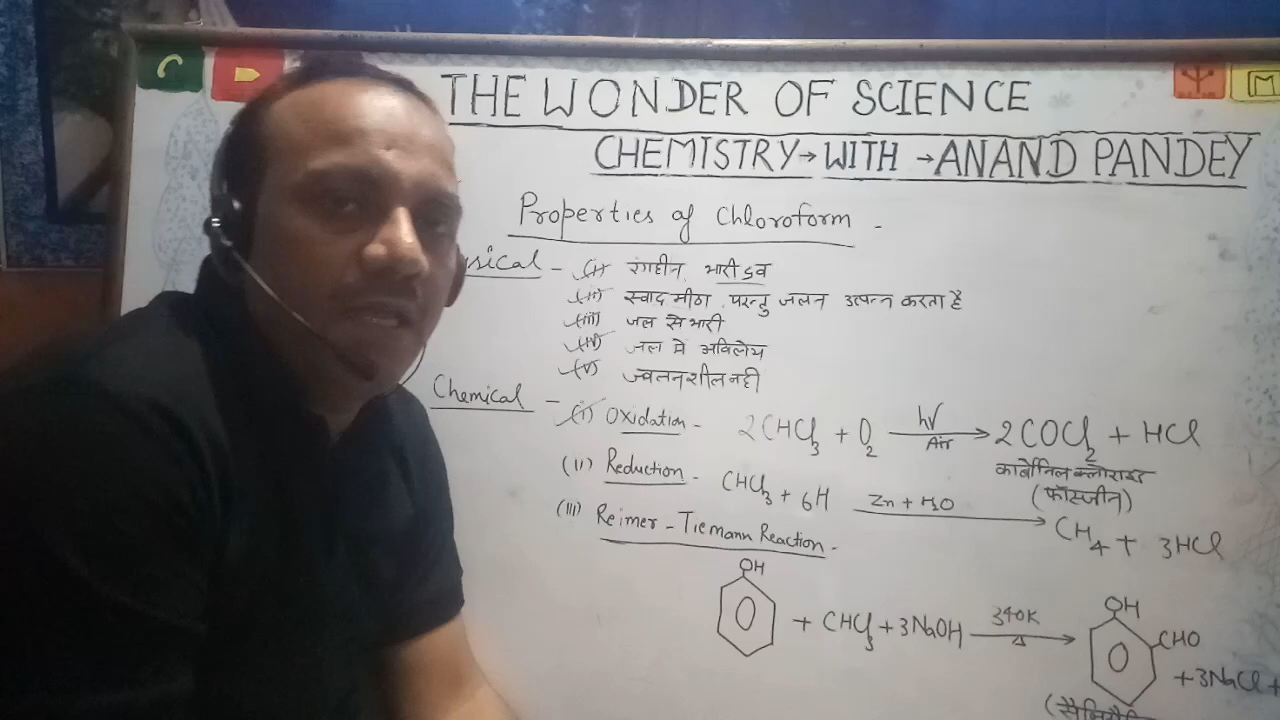 THE WONDER OF SCIENCE
CHEMISTRY→WITH→ANAND PANDEY
Properties of Chloroform -
sical - (i) रंगहीन, भारी द्रव
(ii) स्वाद मीठा, परन्तु जलन उत्पन्न करता है
(iii) जल से भारी
(iv) जल मे अविलेय
(v) ज्वलनशील नही
Chemical - (i) Oxidation - 2CHCl3 + O2 hv Air → 2COCl2 + HCl
कार्बोनिल क्लोराइड
(फॉस्जीन)
(ii) Reduction - CHCl3 + 6H Zn + H2O → CH4 + 3HCl
(iii) Reimer-Tiemann Reaction -
OH + CHCl3 + 3NaOH 340K Δ → OH CHO + 3NaCl +